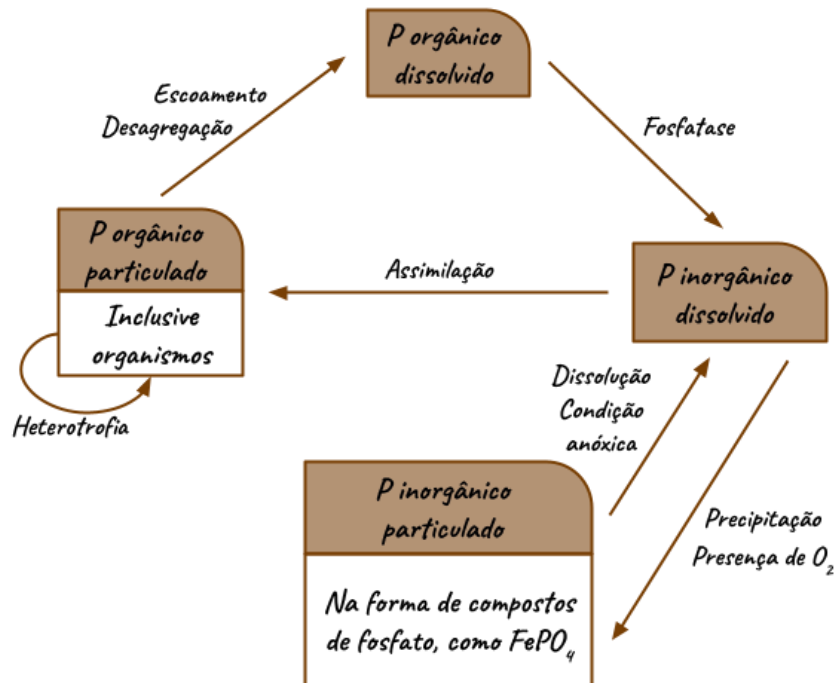 P orgânico
dissolvido
Escoamento
Desagregação
Fosfatase
P orgânico
particulado
Inclusive
organismos
Heterotrofia
Assimilação
P inorgânico
dissolvido
Dissolução
Condição
anóxica
Precipitação
Presença de O₂
P inorgânico
particulado
Na forma de compostos
de fosfato, como FePO₄